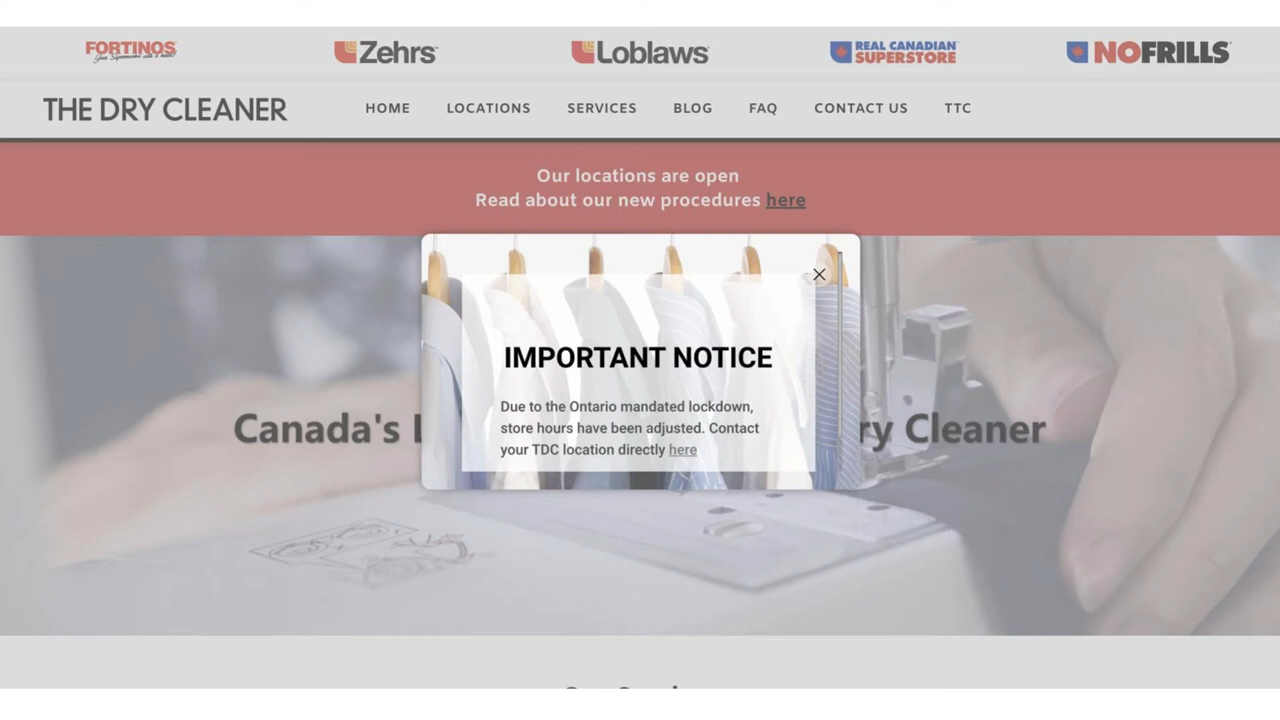 FORTINOS
Zehrs
Loblaws
REAL CANADIAN
SUPERSTORE
NOFRILLS
THE DRY CLEANER
HOME
LOCATIONS
SERVICES
BLOG
FAQ
CONTACT US
TTC
Our locations are open
Read about our new procedures here
IMPORTANT NOTICE
Due to the Ontario mandated lockdown,
store hours have been adjusted. Contact
your TDC location directly here
Canada's
Cleaner